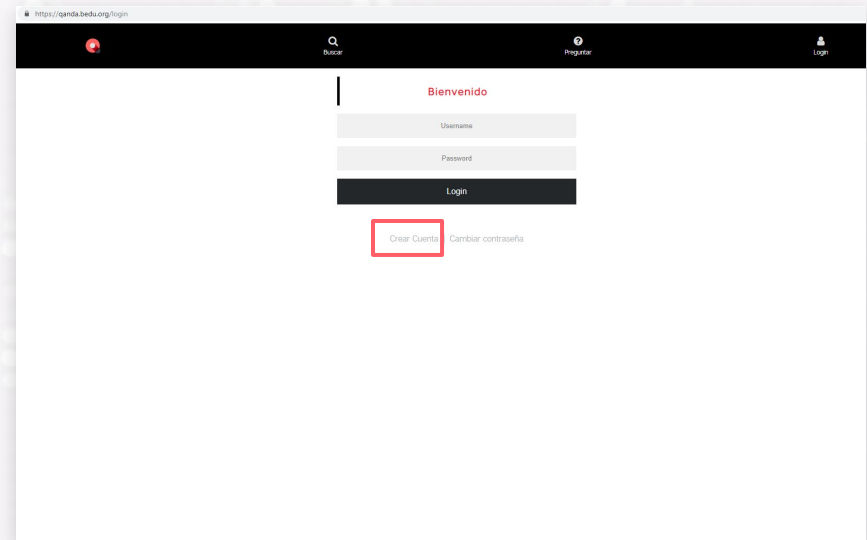 https://qanda.bedu.org/login
Buscar
Preguntar
Login
Bienvenido
Username
Password
Login
Crear Cuenta Cambiar contraseña